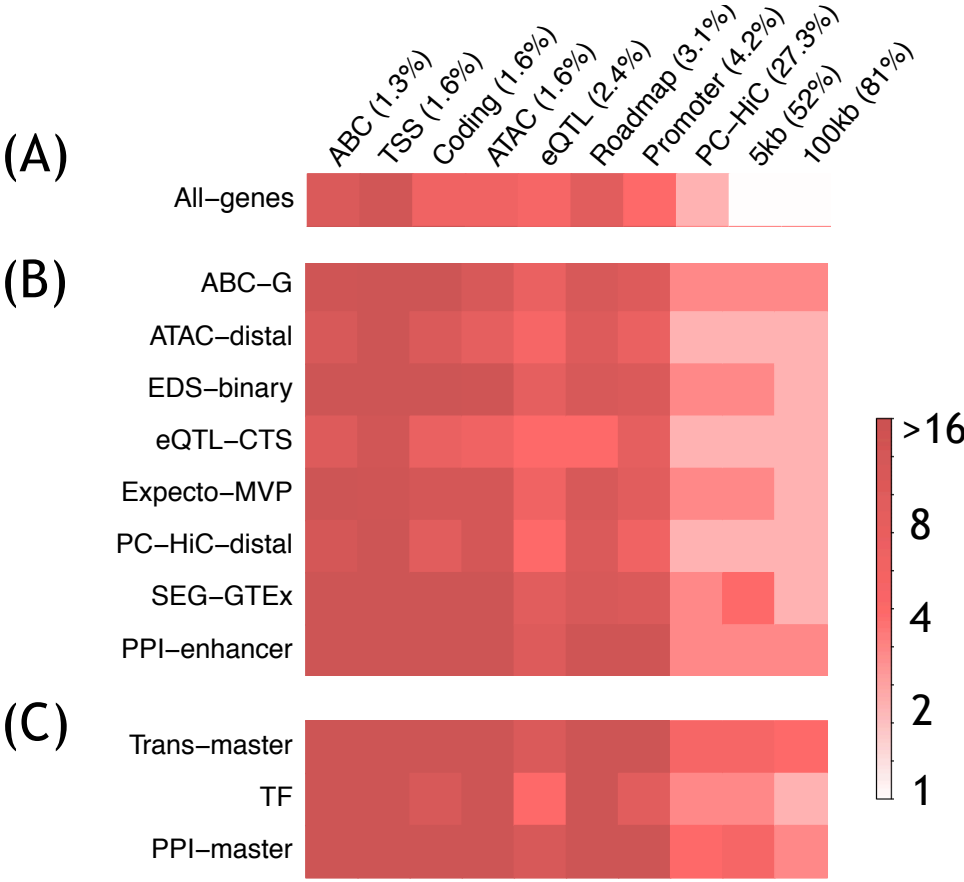 ABC (1.3%)
TSS (1.6%)
Coding (1.6%)
ATAC (1.6%)
eQTL (2.4%)
Roadmap (3.1%)
Promoter (4.2%)
PC−HiC (27.3%)
5kb (52%)
100kb (81%)
(A)
All−genes
(B)
ABC−G
ATAC−distal
EDS−binary
eQTL−CTS
Expecto−MVP
PC−HiC−distal
SEG−GTEx
PPI−enhancer
(C)
Trans−master
TF
PPI−master
>16
8
4
2
1